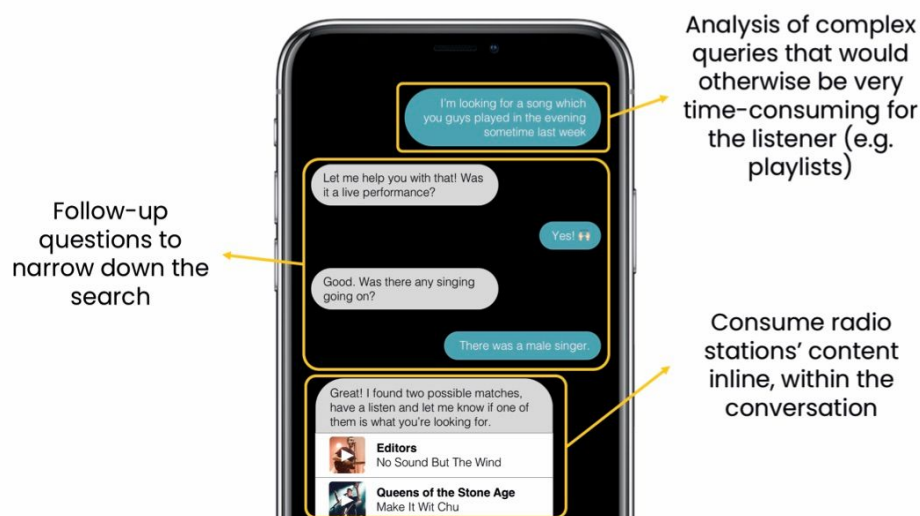 Analysis of complex
queries that would
otherwise be very
time-consuming for
the listener (e.g.
playlists)
I'm looking for a song which
you guys played in the evening
sometime last week
Let me help you with that! Was
it a live performance?
Yes! 🙌🏻
Follow-up
questions to
narrow down the
search
Good. Was there any singing
going on?
There was a male singer.
Consume radio
stations’ content
inline, within the
conversation
Great! I found two possible matches,
have a listen and let me know if one of
them is what you're looking for.
Editors
No Sound But The Wind
Queens of the Stone Age
Make It Wit Chu